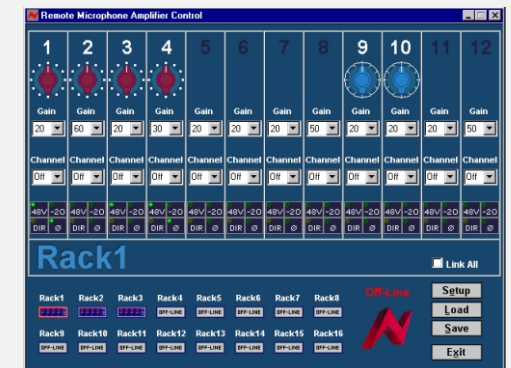 Remote Microphone Amplifier Control
1 2 3 4 5 6 7 8 9 10 11 12
Gain Gain Gain Gain Gain Gain Gain Gain Gain Gain Gain Gain
20 60 20 30 20 20 20 50 20 20 20 50
Channel Channel Channel Channel Channel Channel Channel Channel Channel Channel Channel Channel
Off Off Off Off Off Off Off Off Off Off Off Off
48V -20 48V -20 48V -20 48V -20 48V -20 48V -20 48V -20 48V -20 48V -20 48V -20 48V -20 48V -20
DIR Ø DIR Ø DIR Ø DIR Ø DIR Ø DIR Ø DIR Ø DIR Ø DIR Ø DIR Ø DIR Ø DIR Ø
Rack1
Link All
Rack1 Rack2 Rack3 Rack4 Rack5 Rack6 Rack7 Rack8
OFF-LINE OFF-LINE OFF-LINE OFF-LINE OFF-LINE
Rack9 Rack10 Rack11 Rack12 Rack13 Rack14 Rack15 Rack16
OFF-LINE OFF-LINE OFF-LINE OFF-LINE OFF-LINE OFF-LINE OFF-LINE OFF-LINE
Off-Line
Setup
Load
Save
Exit